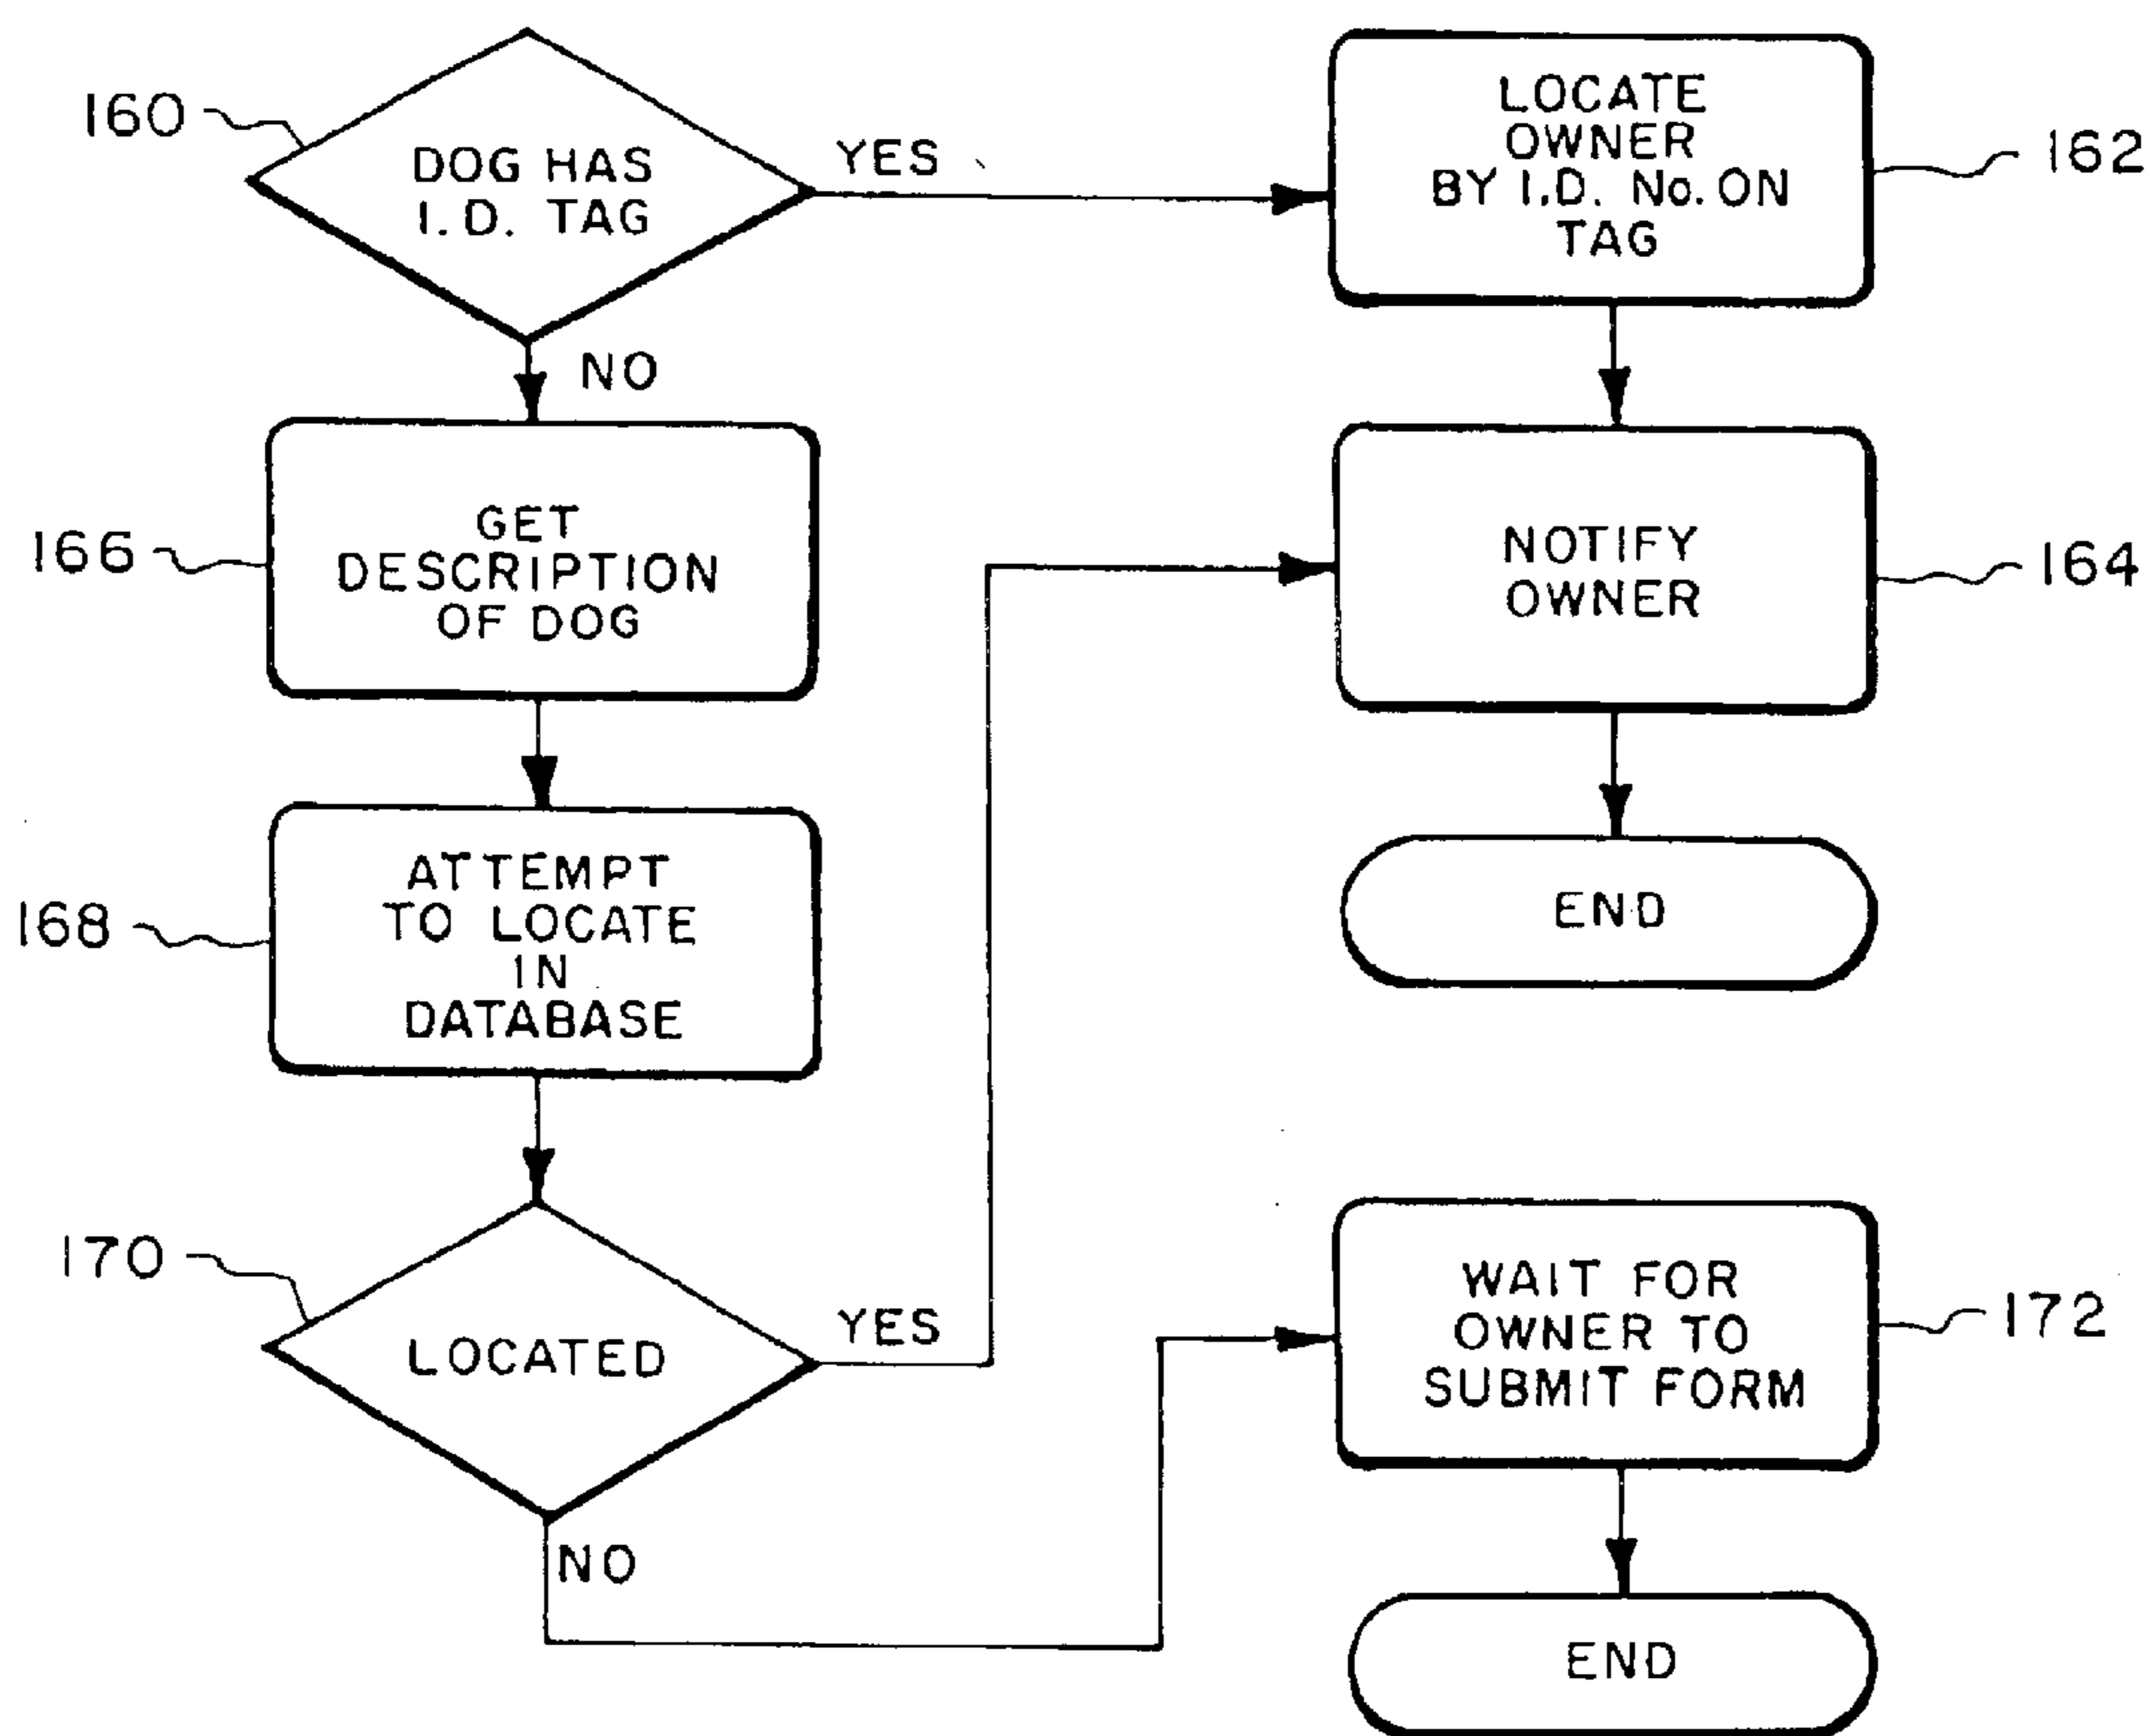 160
DOG HAS
I.D. TAG
YES
NO
LOCATE
OWNER
BY I.D. No. ON
TAG
162
166
GET
DESCRIPTION
OF DOG
NOTIFY
OWNER
164
168
ATTEMPT
TO LOCATE
IN
DATABASE
END
170
LOCATED
YES
NO
WAIT FOR
OWNER TO
SUBMIT FORM
172
END